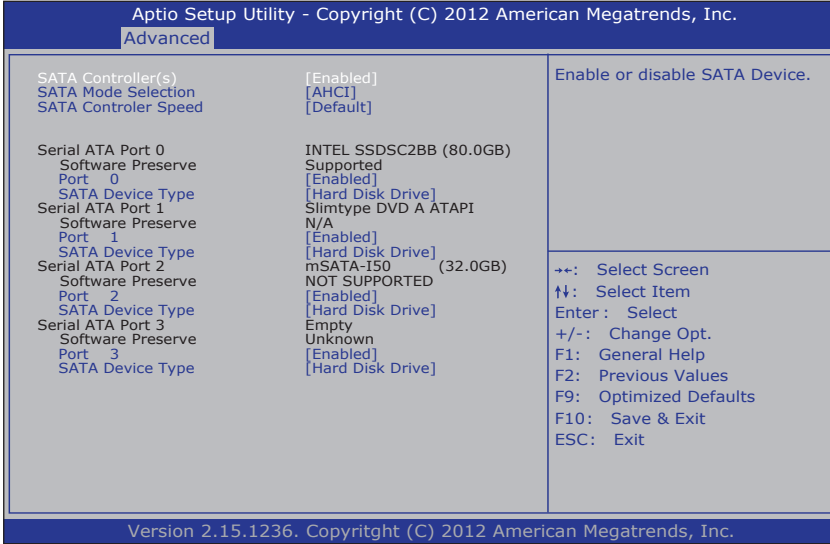 Aptio Setup Utility - Copyright (C) 2012 American Megatrends, Inc.
Advanced
SATA Controller(s) [Enabled]
SATA Mode Selection [AHCI]
SATA Controler Speed [Default]
Serial ATA Port 0 INTEL SSDSC2BB (80.0GB)
Software Preserve Supported
Port 0 [Enabled]
SATA Device Type [Hard Disk Drive]
Serial ATA Port 1 Slimtype DVD A ATAPI
Software Preserve N/A
Port 1 [Enabled]
SATA Device Type [Hard Disk Drive]
Serial ATA Port 2 mSATA-I50 (32.0GB)
Software Preserve NOT SUPPORTED
Port 2 [Enabled]
SATA Device Type [Hard Disk Drive]
Serial ATA Port 3 Empty
Software Preserve Unknown
Port 3 [Enabled]
SATA Device Type [Hard Disk Drive]
Enable or disable SATA Device.
→←: Select Screen
↑↓: Select Item
Enter : Select
+/-: Change Opt.
F1: General Help
F2: Previous Values
F9: Optimized Defaults
F10: Save & Exit
ESC: Exit
Version 2.15.1236. Copyritght (C) 2012 American Megatrends, Inc.